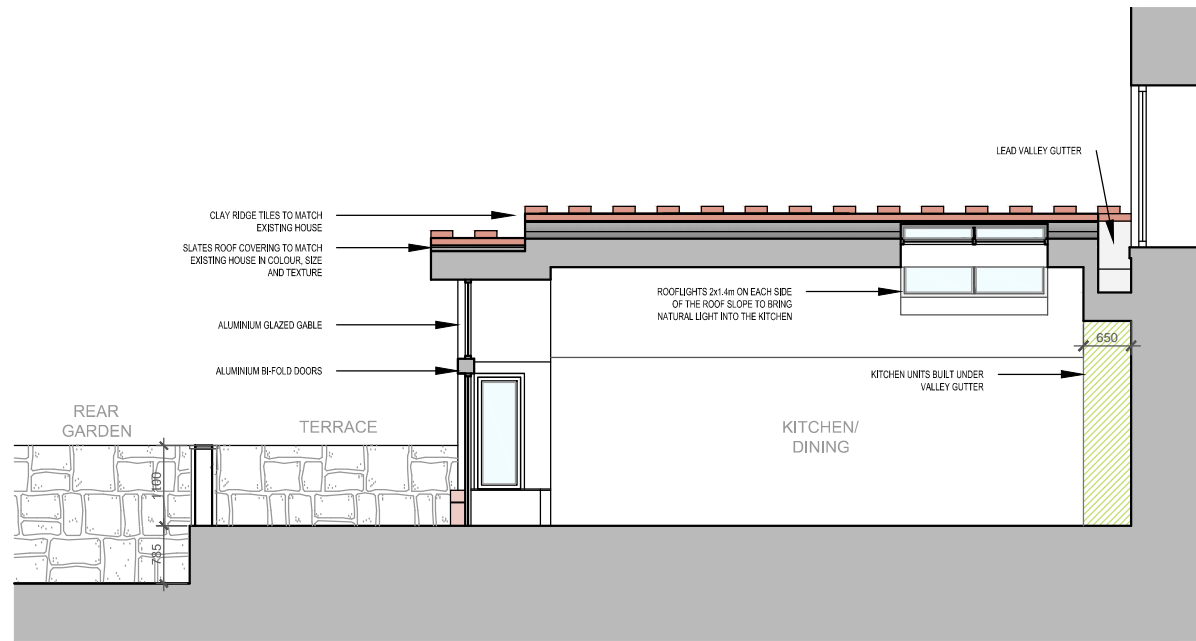 LEAD VALLEY GUTTER
CLAY RIDGE TILES TO MATCH
EXISTING HOUSE
SLATES ROOF COVERING TO MATCH
EXISTING HOUSE IN COLOUR, SIZE
AND TEXTURE
ROOFLIGHTS 2x1.4m ON EACH SIDE
OF THE ROOF SLOPE TO BRING
NATURAL LIGHT INTO THE KITCHEN
ALUMINIUM GLAZED GABLE
650
ALUMINIUM BI-FOLD DOORS
KITCHEN UNITS BUILT UNDER
VALLEY GUTTER
REAR
GARDEN
TERRACE
KITCHEN/
DINING
1100
735